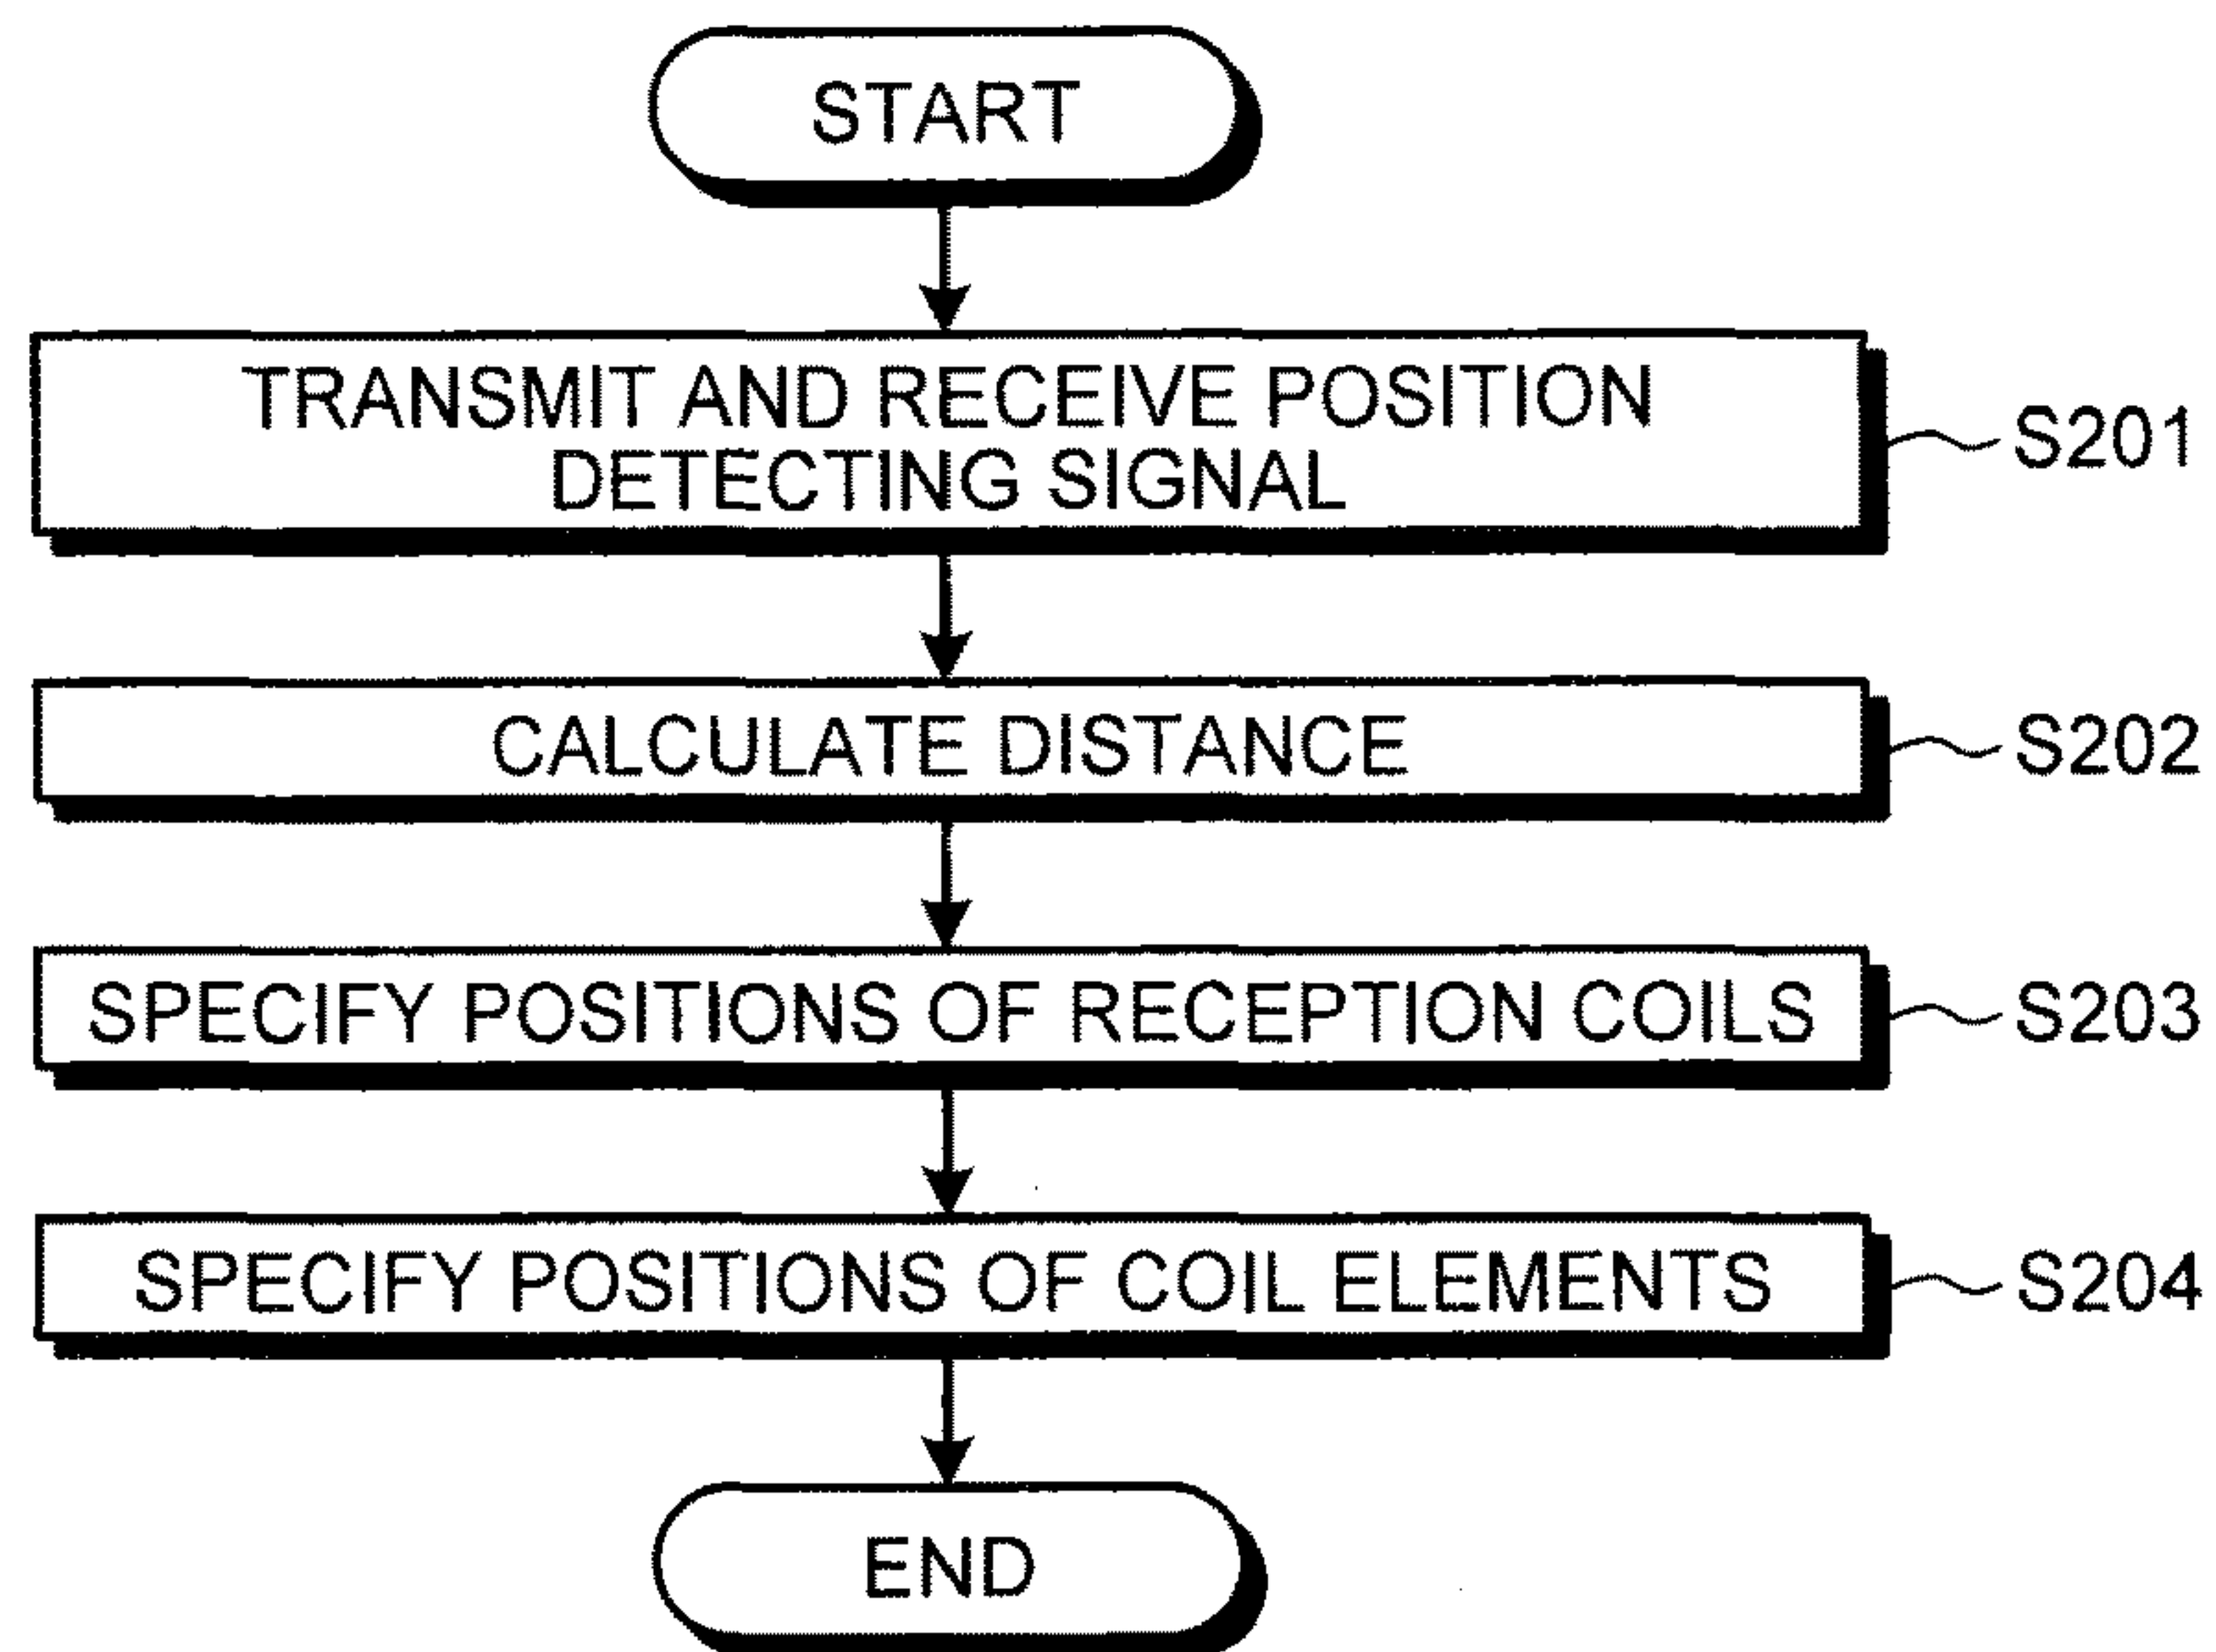 START
TRANSMIT AND RECEIVE POSITION
DETECTING SIGNAL
S201
CALCULATE DISTANCE
S202
SPECIFY POSITIONS OF RECEPTION COILS
S203
SPECIFY POSITIONS OF COIL ELEMENTS
S204
END